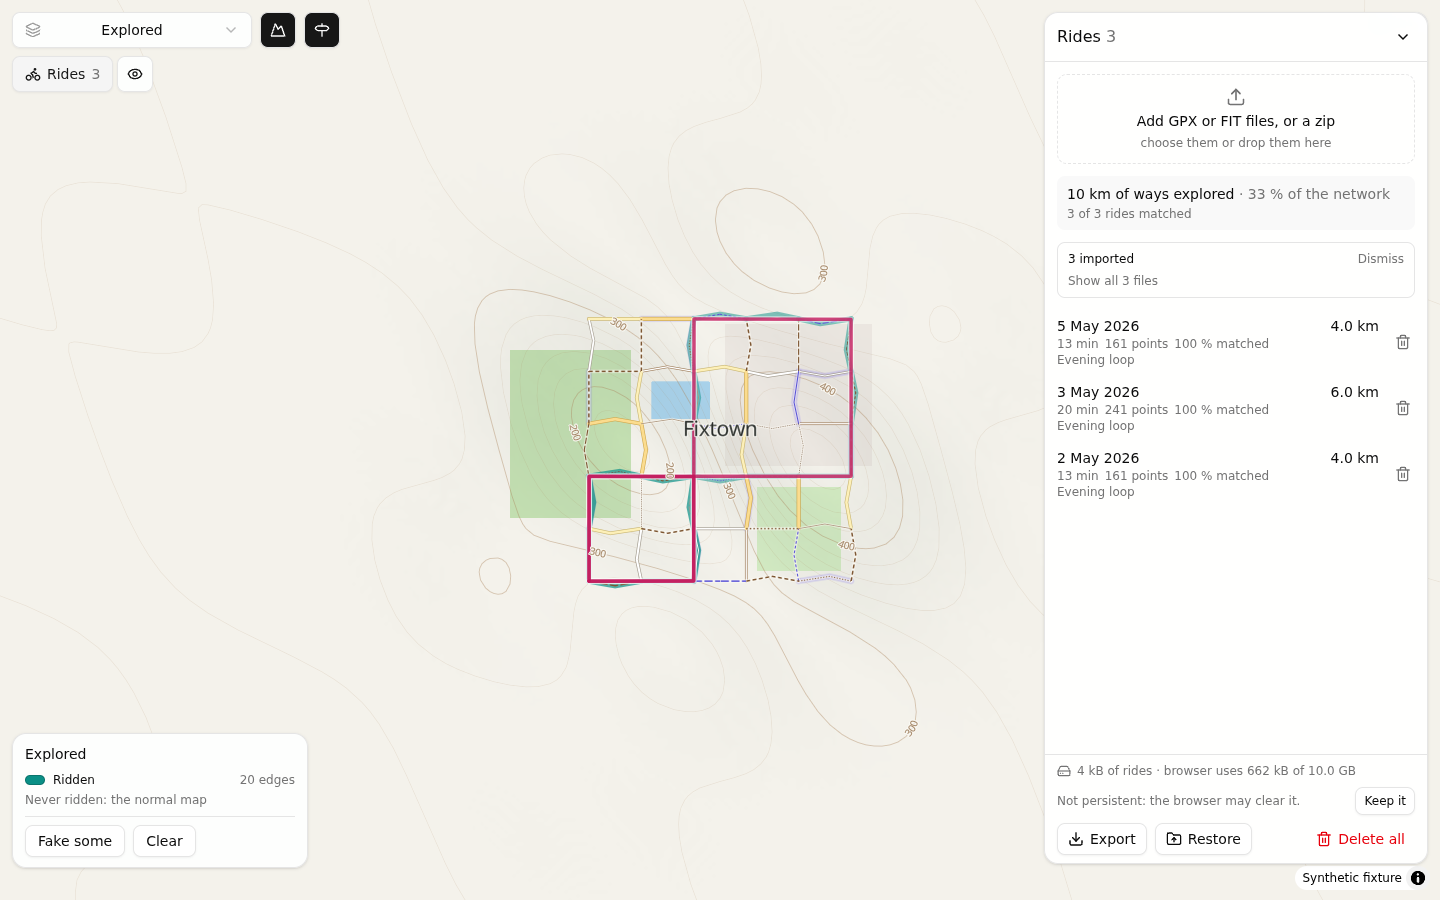 Explored
Rides 3
Rides 3
Add GPX or FIT files, or a zip
choose them or drop them here
10 km of ways explored · 33 % of the network
3 of 3 rides matched
3 imported
Dismiss
Show all 3 files
5 May 2026
4.0 km
13 min 161 points 100 % matched
Evening loop
3 May 2026
6.0 km
20 min 241 points 100 % matched
Evening loop
2 May 2026
4.0 km
13 min 161 points 100 % matched
Evening loop
300
300
400
200
Fixtown
200
300
300
400
300
Explored
Ridden
20 edges
Never ridden: the normal map
Fake some
Clear
4 kB of rides · browser uses 662 kB of 10.0 GB
Not persistent: the browser may clear it.
Keep it
Export
Restore
Delete all
Synthetic fixture